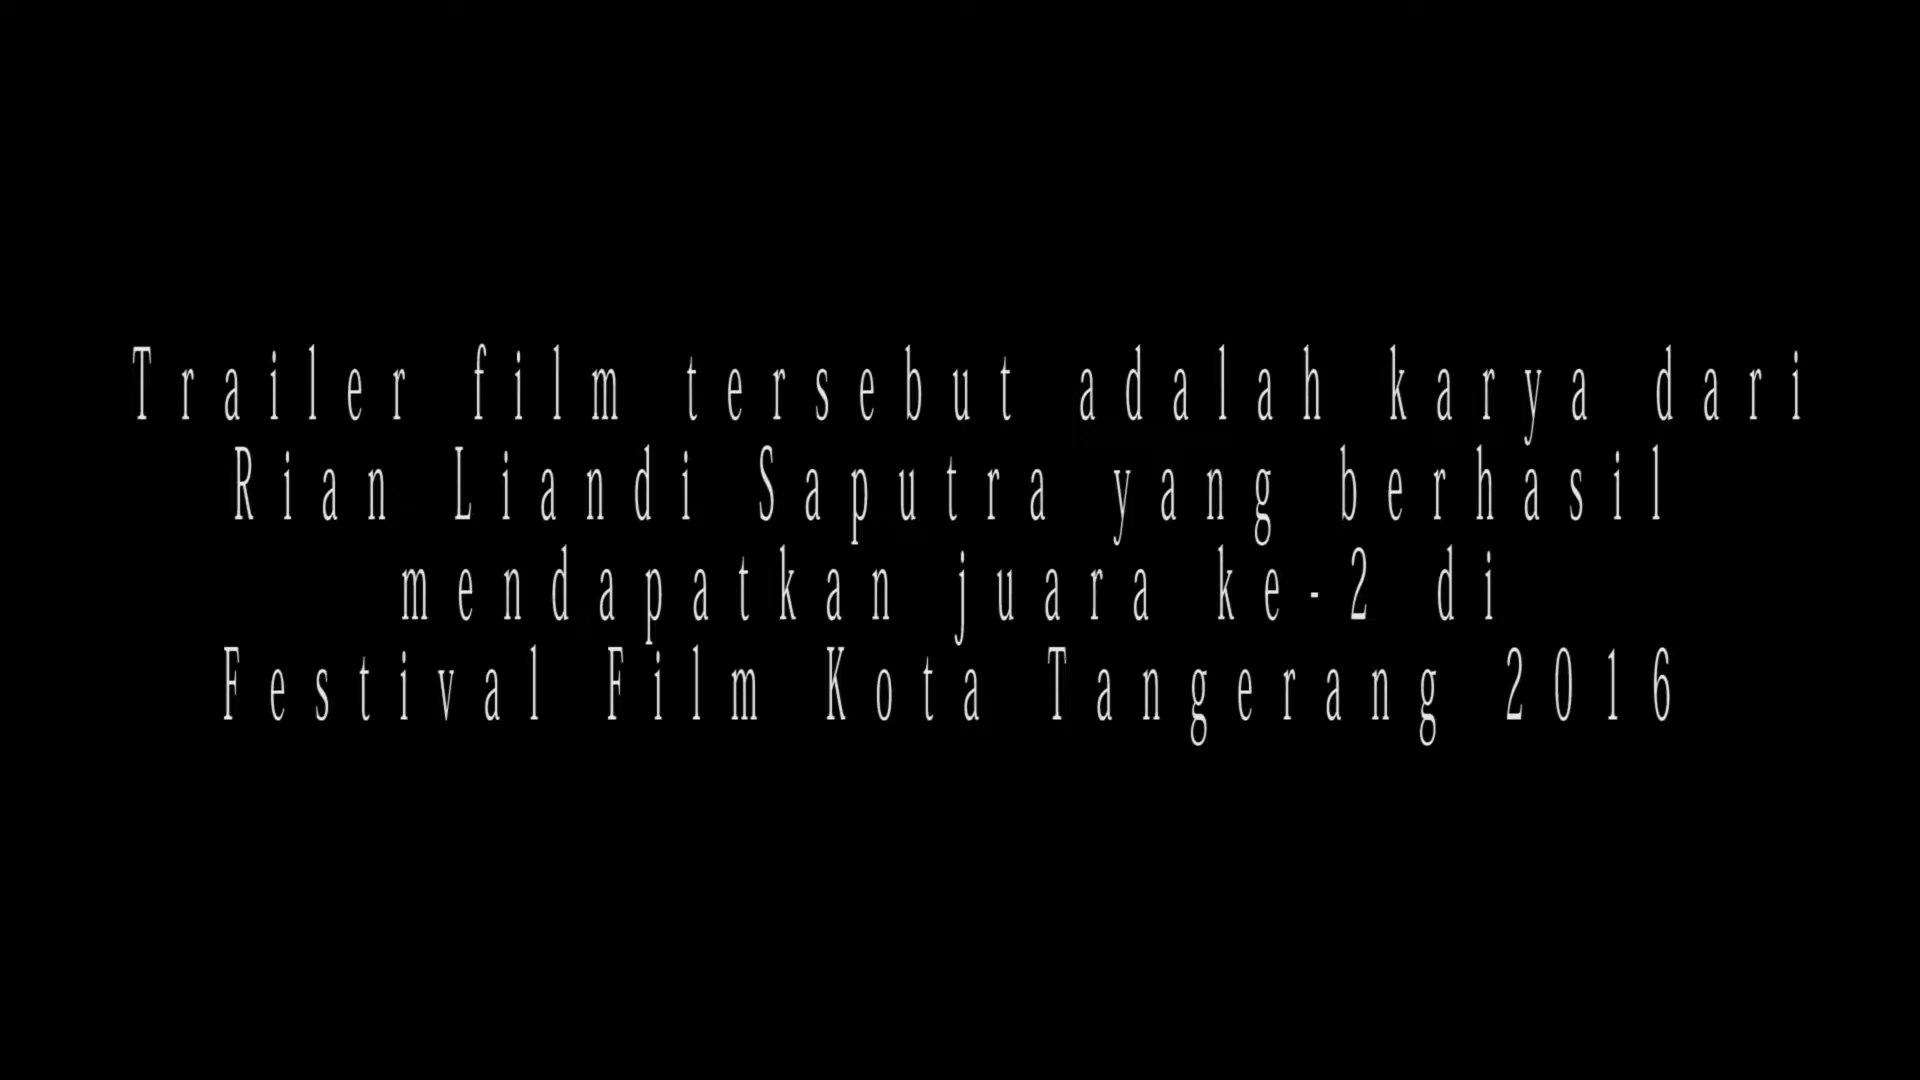 Trailer film tersebut adalah karya dari
Rian Liandi Saputra yang berhasil
mendapatkan juara ke-2 di
Festival Film Kota Tangerang 2016